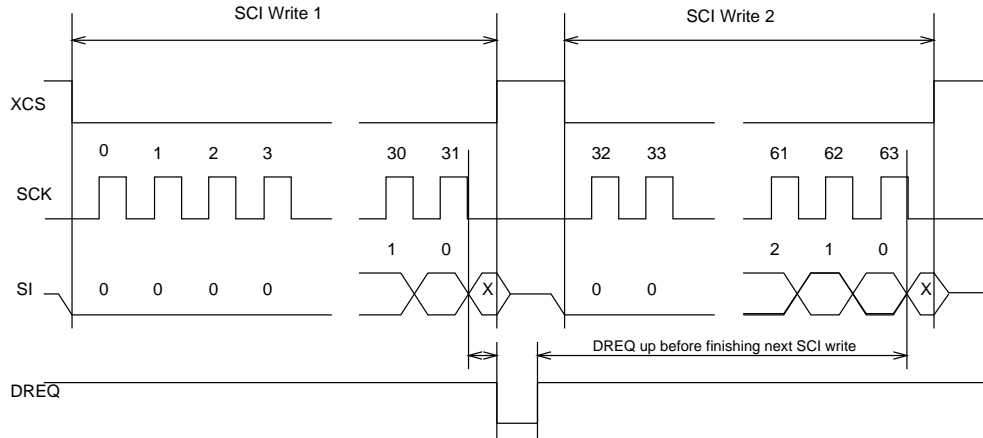 SCI Write 1 SCI Write 2
XCS
0 1 2 3 30 31 32 33 61 62 63
SCK
1 0 2 1 0
SI 0 0 0 0 X 0 0 X
DREQ up before finishing next SCI write
DREQ